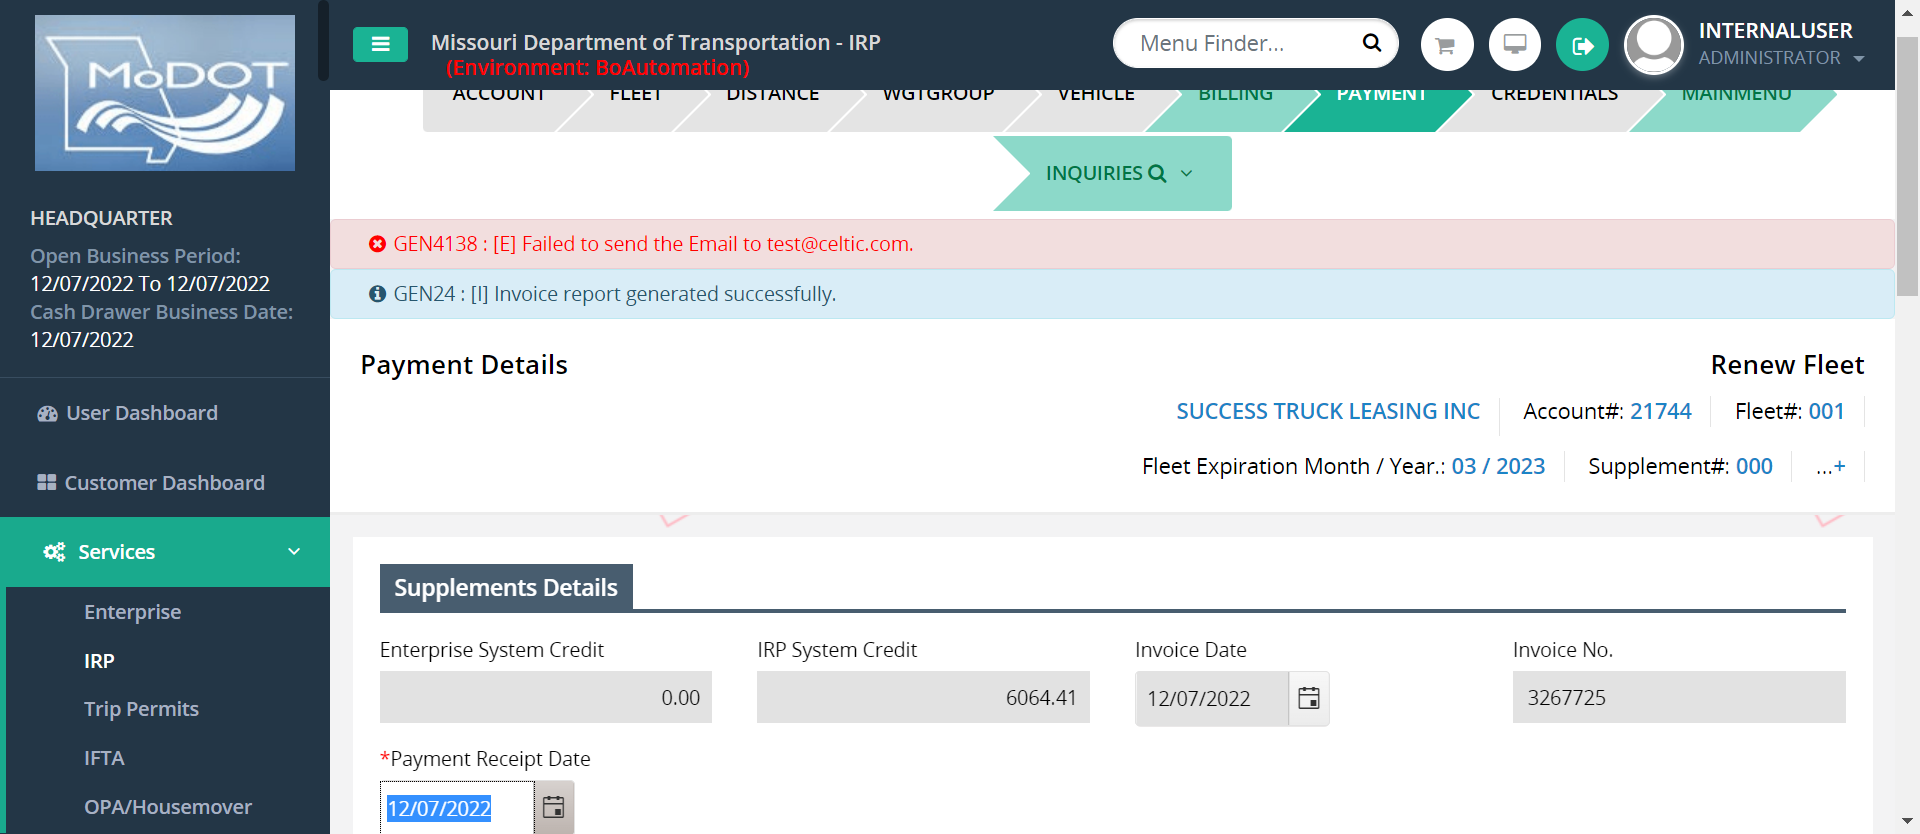 MoDOT
Missouri Department of Transportation - IRP
(Environment: BoAutomation)
Menu Finder...
INTERNALUSER
ADMINISTRATOR
ACCOUNT
FLEET
DISTANCE
WGTGROUP
VEHICLE
BILLING
PAYMENT
CREDENTIALS
MAINMENU
INQUIRIES
HEADQUARTER
Open Business Period:
12/07/2022 To 12/07/2022
Cash Drawer Business Date:
12/07/2022
User Dashboard
Customer Dashboard
Services
Enterprise
IRP
Trip Permits
IFTA
OPA/Housemover
GEN4138 : [E] Failed to send the Email to test@celtic.com.
GEN24 : [I] Invoice report generated successfully.
Payment Details
Renew Fleet
SUCCESS TRUCK LEASING INC
Account#: 21744
Fleet#: 001
Fleet Expiration Month / Year.: 03 / 2023
Supplement#: 000
...+
Supplements Details
Enterprise System Credit
IRP System Credit
Invoice Date
Invoice No.
0.00
6064.41
12/07/2022
3267725
*Payment Receipt Date
12/07/2022